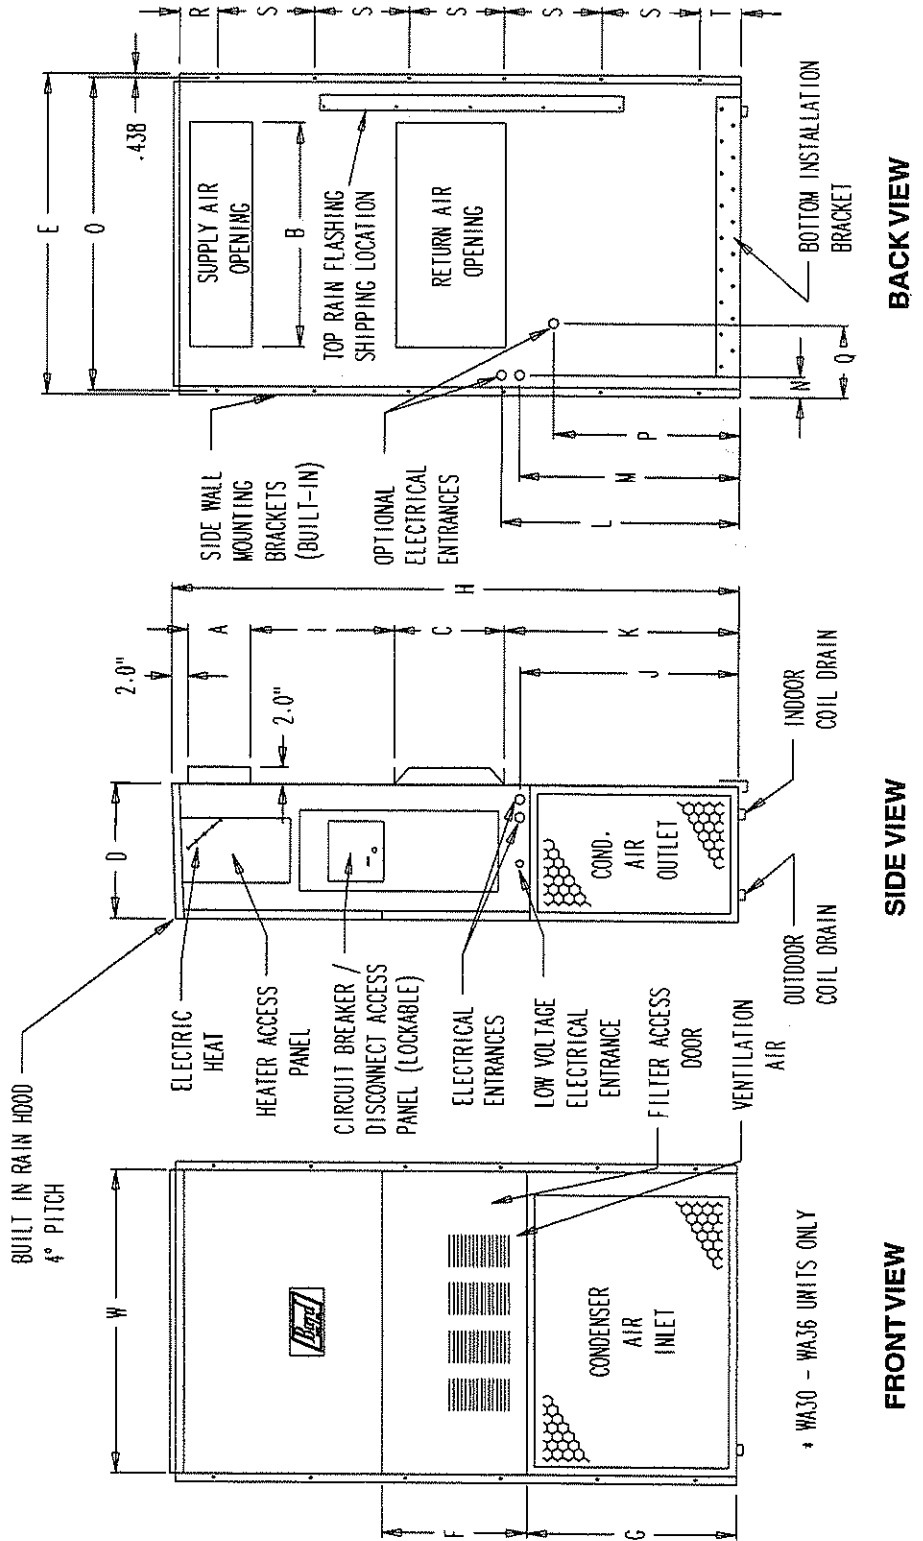 BUILT IN RAIN HOOD
4° PITCH
W
Bard
CONDENSER
AIR
INLET
F
G
* WA30 - WA36 UNITS ONLY
FRONT VIEW
ELECTRIC
HEAT
HEATER ACCESS
PANEL
CIRCUIT BREAKER /
DISCONNECT ACCESS
PANEL (LOCKABLE)
ELECTRICAL
ENTRANCES
LOW VOLTAGE
ELECTRICAL
ENTRANCE
FILTER ACCESS
DOOR
VENTILATION
AIR
D
2.0"
2.0"
A
I
C
H
K
J
COND.
AIR
OUTLET
OUTDOOR
COIL DRAIN
INDOOR
COIL DRAIN
SIDE VIEW
E
O
.438
SUPPLY AIR
OPENING
B
TOP RAIN FLASHING
SHIPPING LOCATION
RETURN AIR
OPENING
SIDE WALL
MOUNTING
BRACKETS
(BUILT-IN)
OPTIONAL
ELECTRICAL
ENTRANCES
L
M
P
N
Q
R
S
S
S
S
S
T
BOTTOM INSTALLATION
BRACKET
BACK VIEW